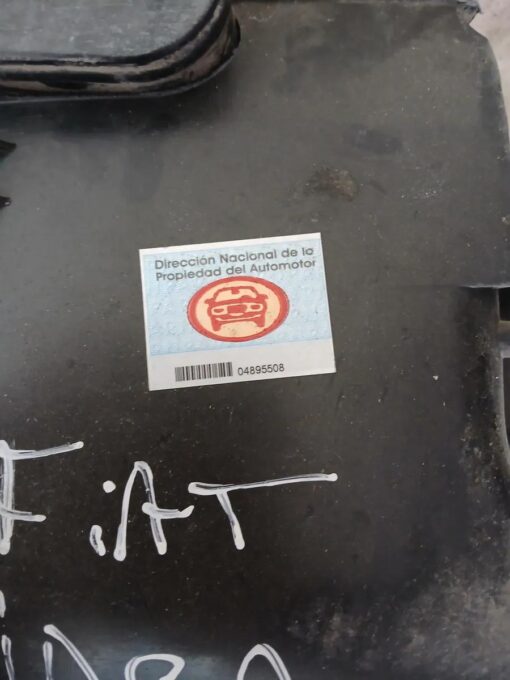 Dirección Nacional de la
Propiedad del Automotor
04895508
FiAT